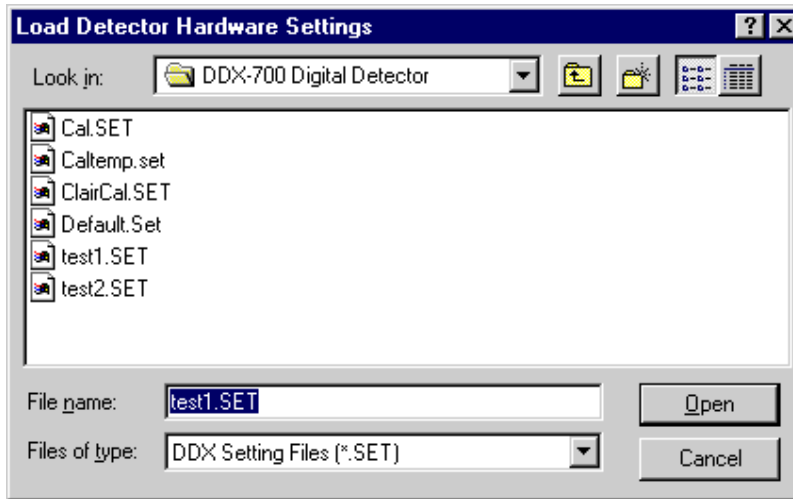 Load Detector Hardware Settings
Look in: DDX-700 Digital Detector
Cal.SET
Caltemp.set
ClairCal.SET
Default.Set
test1.SET
test2.SET
File name: test1.SET Open
Files of type: DDX Setting Files (*.SET) Cancel